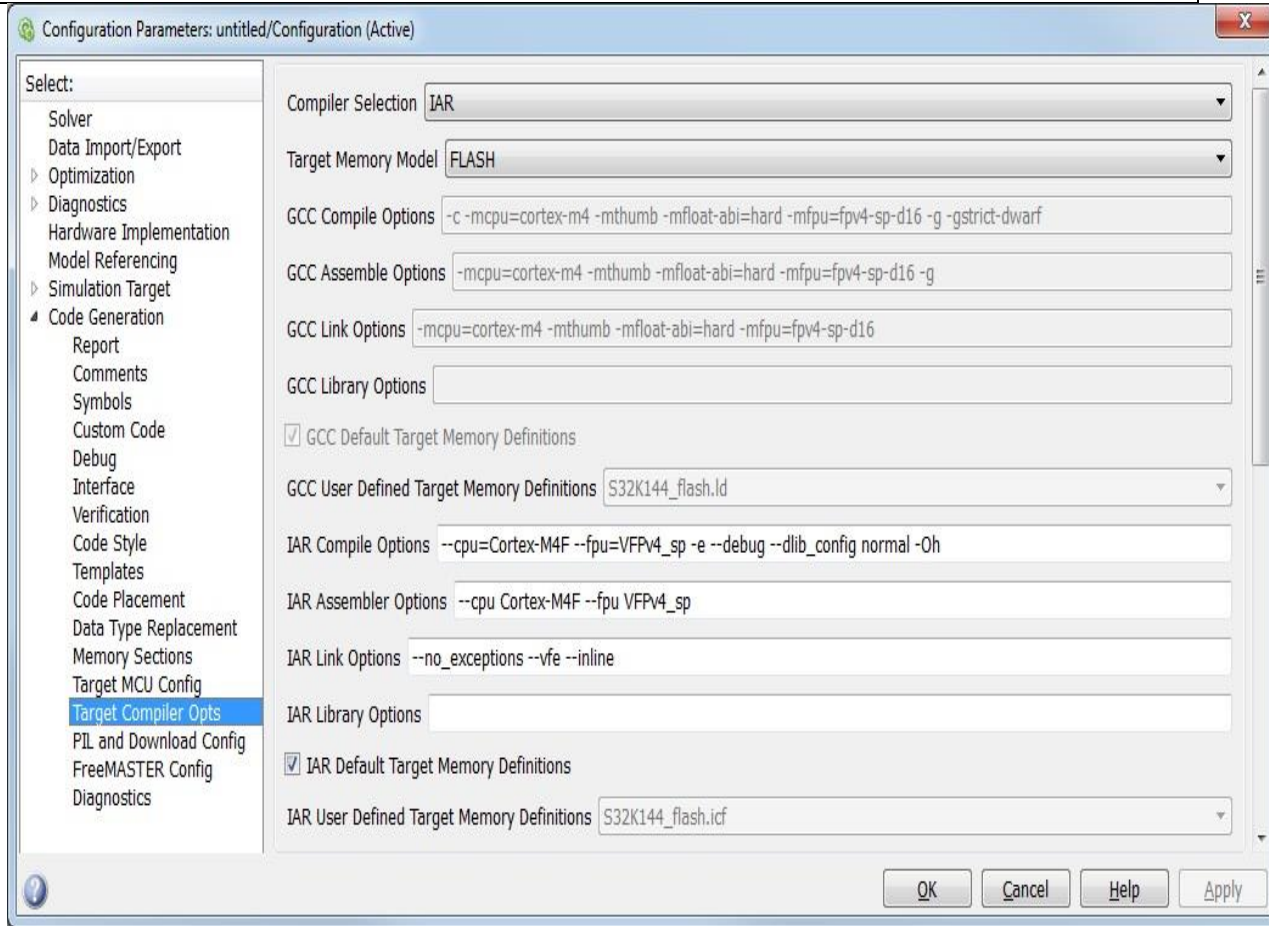 Configuration Parameters: untitled/Configuration (Active)
X
Select:
Solver
Data Import/Export
Optimization
Diagnostics
Hardware Implementation
Model Referencing
Simulation Target
Code Generation
Report
Comments
Symbols
Custom Code
Debug
Interface
Verification
Code Style
Templates
Code Placement
Data Type Replacement
Memory Sections
Target MCU Config
Target Compiler Opts
PIL and Download Config
FreeMASTER Config
Diagnostics
Compiler Selection IAR
Target Memory Model FLASH
GCC Compile Options -c -mcpu=cortex-m4 -mthumb -mfloat-abi=hard -mfpu=fpv4-sp-d16 -g -gstrict-dwarf
GCC Assemble Options -mcpu=cortex-m4 -mthumb -mfloat-abi=hard -mfpu=fpv4-sp-d16 -g
GCC Link Options -mcpu=cortex-m4 -mthumb -mfloat-abi=hard -mfpu=fpv4-sp-d16
GCC Library Options
GCC Default Target Memory Definitions
GCC User Defined Target Memory Definitions S32K144_flash.ld
IAR Compile Options --cpu=Cortex-M4F --fpu=VFPv4_sp -e --debug --dlib_config normal -Oh
IAR Assembler Options --cpu Cortex-M4F --fpu VFPv4_sp
IAR Link Options --no_exceptions --vfe --inline
IAR Library Options
IAR Default Target Memory Definitions
IAR User Defined Target Memory Definitions S32K144_flash.icf
?
OK Cancel Help Apply